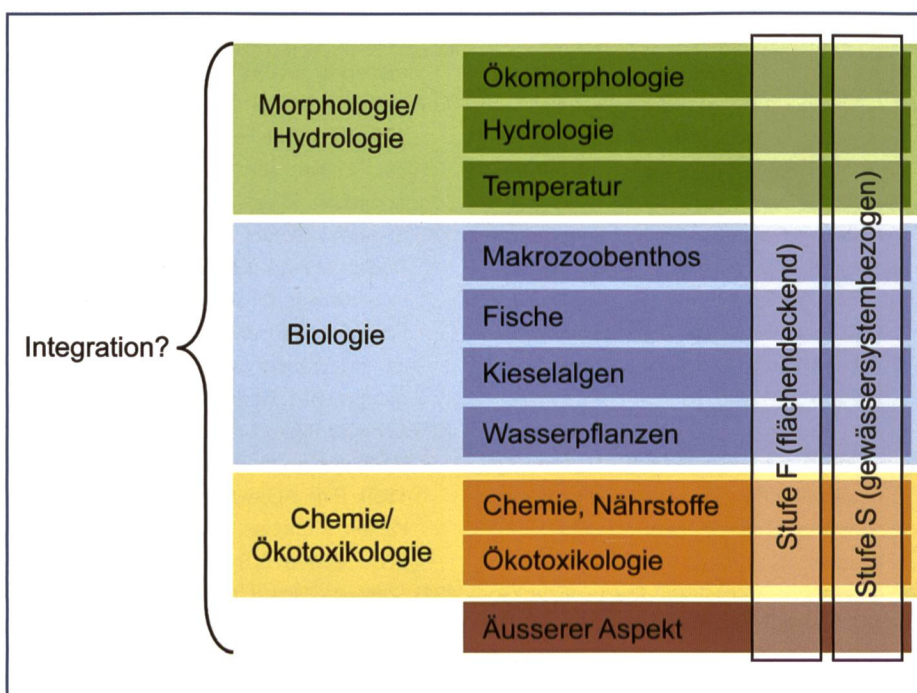 Integration?
Morphologie/
Hydrologie
Ökomorphologie
Hydrologie
Temperatur
Biologie
Makrozoobenthos
Fische
Kieselalgen
Wasserpflanzen
Chemie/
Ökotoxikologie
Chemie, Nährstoffe
Ökotoxikologie
Äusserer Aspekt
Stufe F (flächendeckend)
Stufe S (gewässersystembezogen)